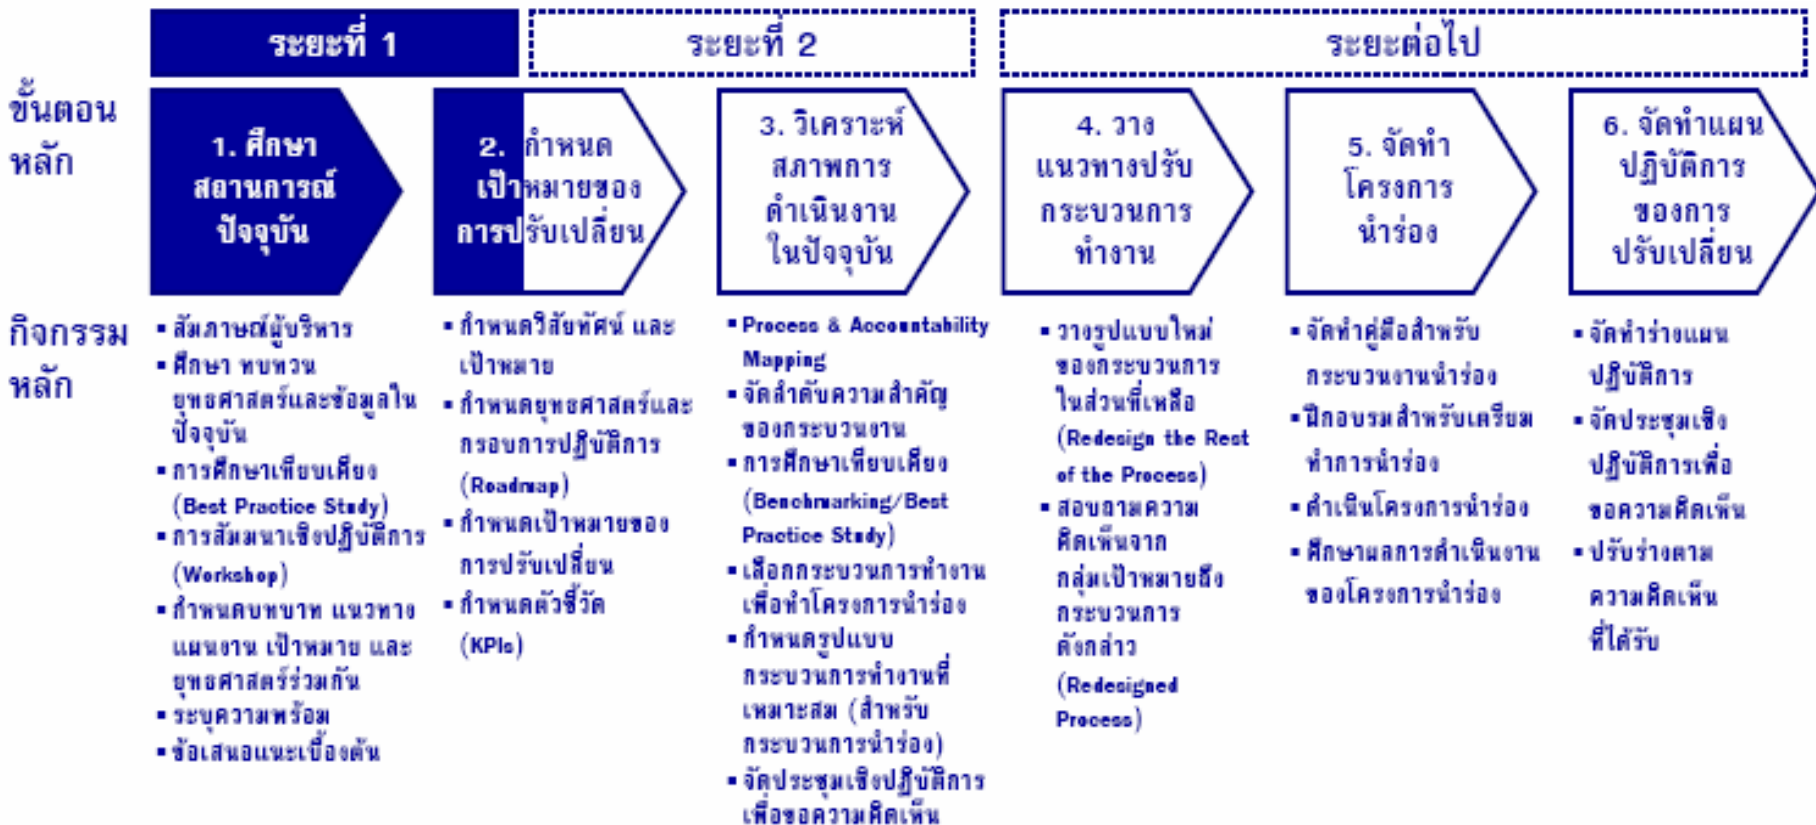 ระยะที่ 1
ระยะที่ 2
ระยะต่อไป
ขั้นตอน
หลัก
1. ศึกษา
สถานการณ์
ปัจจุบัน
2. กำหนด
เป้าหมายของ
การปรับเปลี่ยน
3. วิเคราะห์
สภาพการ
ดำเนินงาน
ในปัจจุบัน
4. วาง
แนวทางปรับ
กระบวนการ
ทำงาน
5. จัดทำ
โครงการ
นำร่อง
6. จัดทำแผน
ปฏิบัติการ
ของการ
ปรับเปลี่ยน
กิจกรรม
หลัก
▪ สัมภาษณ์ผู้บริหาร
▪ ศึกษา ทบทวน
ยุทธศาสตร์และข้อมูลใน
ปัจจุบัน
▪ การศึกษาเทียบเคียง
(Best Practice Study)
▪ การสัมมนาเชิงปฏิบัติการ
(Workshop)
▪ กำหนดบทบาท แนวทาง
แผนงาน เป้าหมาย และ
ยุทธศาสตร์ร่วมกัน
▪ ระบุความพร้อม
▪ ข้อเสนอแนะเบื้องต้น
▪ กำหนดวิสัยทัศน์ และ
เป้าหมาย
▪ กำหนดยุทธศาสตร์และ
กรอบการปฏิบัติการ
(Roadmap)
▪ กำหนดเป้าหมายของ
การปรับเปลี่ยน
▪ กำหนดตัวชี้วัด
(KPIs)
▪ Process & Accountability
Mapping
▪ จัดลำดับความสำคัญ
ของกระบวนงาน
▪ การศึกษาเทียบเคียง
(Benchmarking/Best
Practice Study)
▪ เลือกกระบวนการทำงาน
เพื่อทำโครงการนำร่อง
▪ กำหนดรูปแบบ
กระบวนการทำงานที่
เหมาะสม (สำหรับ
กระบวนการนำร่อง)
▪ จัดประชุมเชิงปฏิบัติการ
เพื่อขอความคิดเห็น
▪ วางรูปแบบใหม่
ของกระบวนการ
ในส่วนที่เหลือ
(Redesign the Rest
of the Process)
▪ สอบถามความ
คิดเห็นจาก
กลุ่มเป้าหมายถึง
กระบวนการ
ดังกล่าว
(Redesigned
Process)
▪ จัดทำคู่มือสำหรับ
กระบวนงานนำร่อง
▪ ฝึกอบรมสำหรับเตรียม
ทำการนำร่อง
▪ ดำเนินโครงการนำร่อง
▪ ศึกษาผลการดำเนินงาน
ของโครงการนำร่อง
▪ จัดทำร่างแผน
ปฏิบัติการ
▪ จัดประชุมเชิง
ปฏิบัติการเพื่อ
ขอความคิดเห็น
▪ ปรับร่างตาม
ความคิดเห็น
ที่ได้รับ